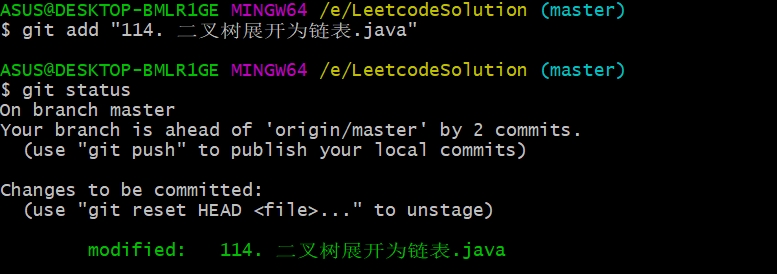 ASUS@DESKTOP-BMLR1GE MINGW64 /e/LeetcodeSolution (master)
$ git add "114. 二叉树展开为链表.java"
ASUS@DESKTOP-BMLR1GE MINGW64 /e/LeetcodeSolution (master)
$ git status
On branch master
Your branch is ahead of 'origin/master' by 2 commits.
  (use "git push" to publish your local commits)
Changes to be committed:
  (use "git reset HEAD <file>..." to unstage)
        modified:   114. 二叉树展开为链表.java